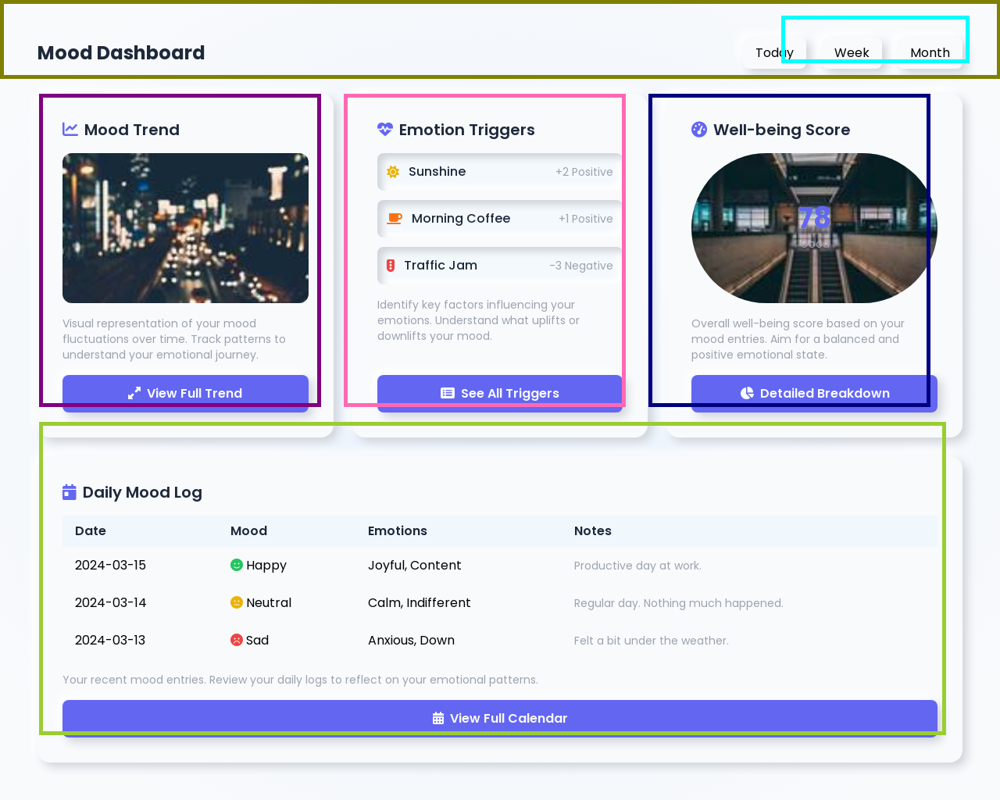 Mood Dashboard
Today Week Month
Mood Trend
Visual representation of your mood
fluctuations over time. Track patterns to
understand your emotional journey.
View Full Trend
Emotion Triggers
Sunshine +2 Positive
Morning Coffee +1 Positive
Traffic Jam -3 Negative
Identify key factors influencing your
emotions. Understand what uplifts or
downlifts your mood.
See All Triggers
Well-being Score
78
Good
Overall well-being score based on your
mood entries. Aim for a balanced and
positive emotional state.
Detailed Breakdown
Daily Mood Log
Date Mood Emotions Notes
2024-03-15 Happy Joyful, Content Productive day at work.
2024-03-14 Neutral Calm, Indifferent Regular day. Nothing much happened.
2024-03-13 Sad Anxious, Down Felt a bit under the weather.
Your recent mood entries. Review your daily logs to reflect on your emotional patterns.
View Full Calendar